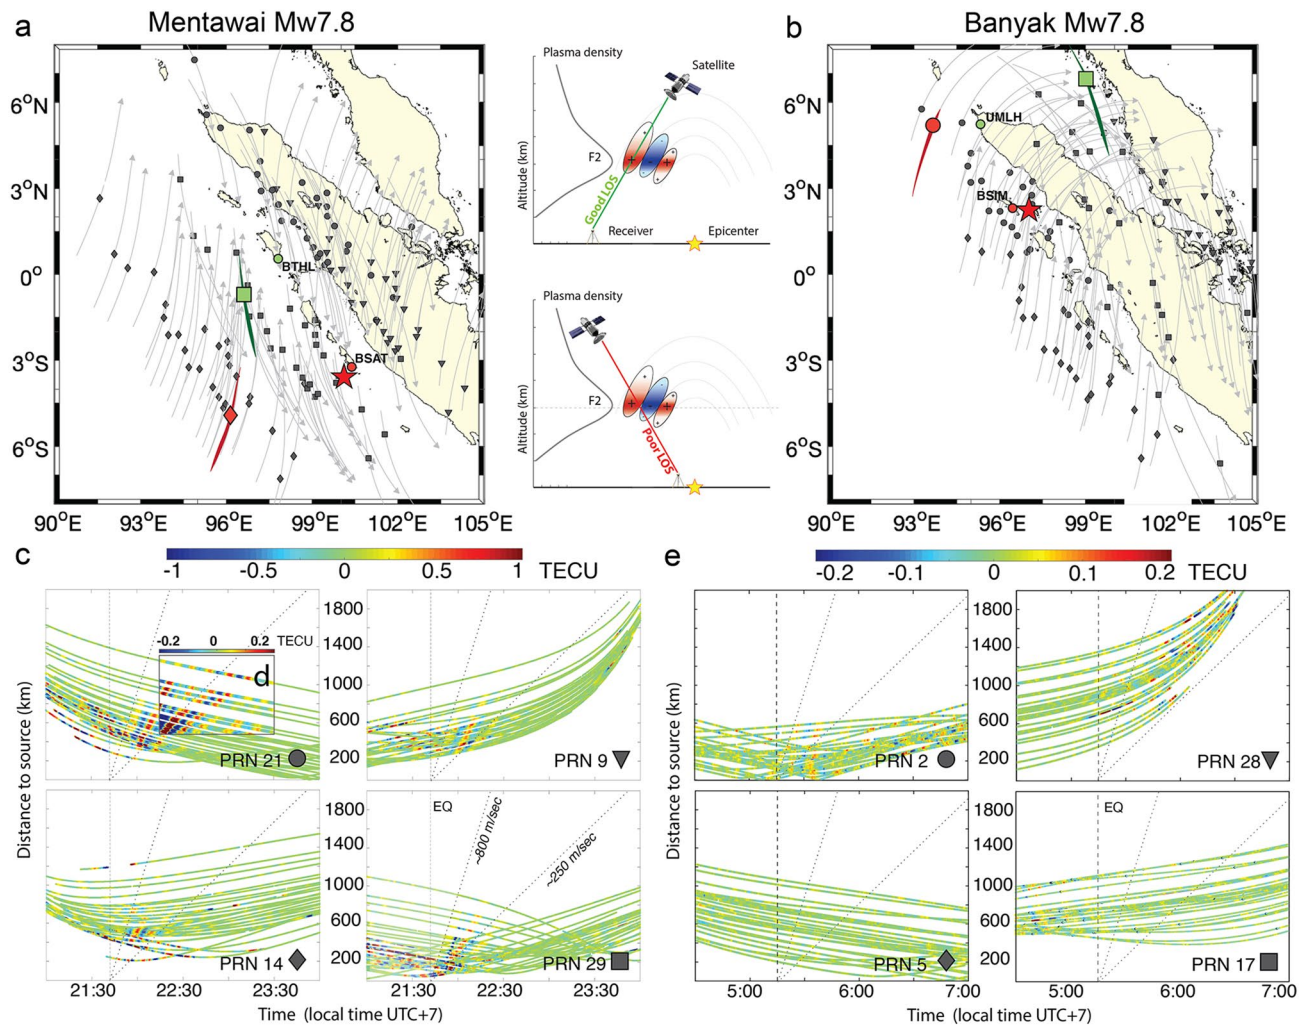 a
Mentawai Mw7.8
b
Banyak Mw7.8
6°N
3°N
0°
3°S
6°S
90°E
93°E
96°E
99°E
102°E
105°E
BTHL
BSAT
Plasma density
Satellite
Altitude (km)
F2
Good LOS
Receiver
Epicenter
Plasma density
Altitude (km)
F2
Poor LOS
6°N
3°N
0°
3°S
6°S
90°E
93°E
96°E
99°E
102°E
105°E
UMLH
BSIM
c
-1
-0.5
0
0.5
1
TECU
Distance to source (km)
-0.2
0
0.2
TECU
d
PRN 21
1800
1400
1000
600
200
PRN 9
PRN 14
1800
1400
1000
600
200
EQ
~800 m/sec
~250 m/sec
PRN 29
21:30
22:30
23:30
21:30
22:30
23:30
Time (local time UTC+7)
e
-0.2
-0.1
0
0.1
0.2
TECU
Distance to source (km)
PRN 2
1800
1400
1000
600
200
PRN 28
PRN 5
1800
1400
1000
600
200
EQ
PRN 17
5:00
6:00
7:00
5:00
6:00
7:00
Time (local time UTC+7)